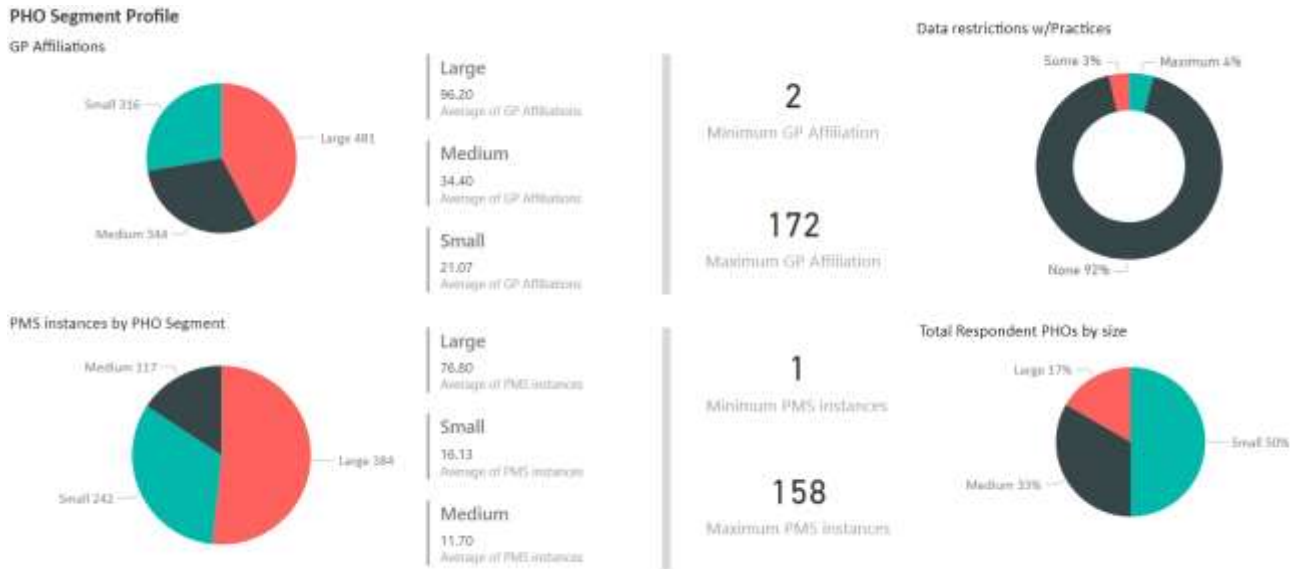 PHO Segment Profile
GP Affiliations
Small 316
Large 481
Medium 344
Large
96.20
Average of GP Affiliations
Medium
34.40
Average of GP Affiliations
Small
21.07
Average of GP Affiliations
2
Minimum GP Affiliation
172
Maximum GP Affiliation
Data restrictions w/Practices
Some 3%
Maximum 4%
None 92%
PMS instances by PHO Segment
Medium 117
Large 384
Small 242
Large
76.80
Average of PMS instances
Small
16.13
Average of PMS instances
Medium
11.70
Average of PMS instances
1
Minimum PMS instances
158
Maximum PMS instances
Total Respondent PHOs by size
Large 17%
Small 50%
Medium 33%